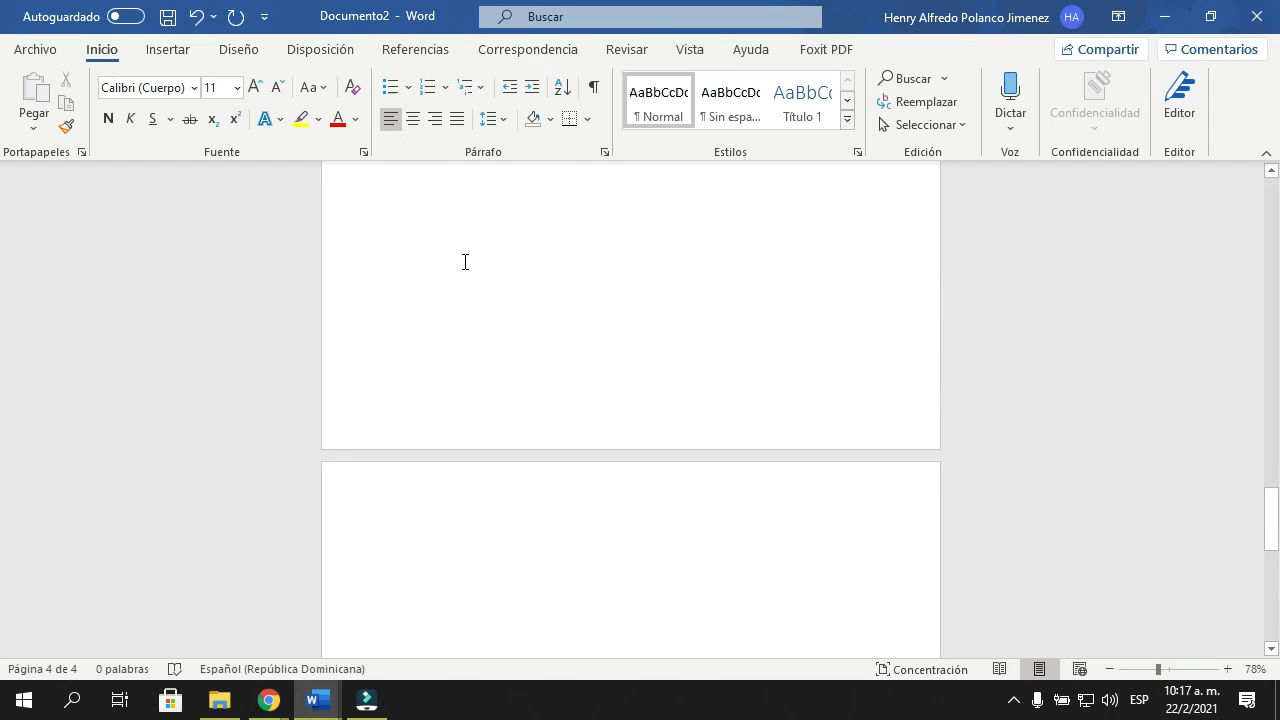 Autoguardado
Documento2 - Word
Buscar
Henry Alfredo Polanco Jimenez HA
Archivo Inicio Insertar Diseño Disposición Referencias Correspondencia Revisar Vista Ayuda Foxit PDF Compartir Comentarios
Pegar
Calibri (Cuerpo) 11
N K S ab x₂ x² A A
AaBbCcDc AaBbCcDc AaBbCc
¶ Normal ¶ Sin espa... Título 1
Buscar
Reemplazar
Seleccionar
Dictar
Confidencialidad
Editor
Portapapeles Fuente Párrafo Estilos Edición Voz Confidencialidad Editor
Página 4 de 4 0 palabras Español (República Dominicana) Concentración 78%
ESP
10:17 a. m.
22/2/2021